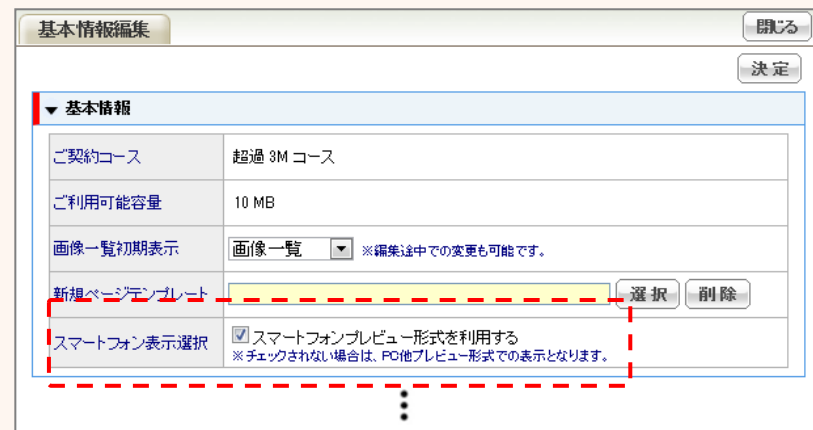 基本情報編集 閉じる
決定
▼ 基本情報
ご契約コース 超過 3M コース
ご利用可能容量 10 MB
画像一覧初期表示 画像一覧 ※編集途中での変更も可能です。
新規ページテンプレート 選択 削除
スマートフォン表示選択 スマートフォンプレビュー形式を利用する
※チェックされない場合は、PC他プレビュー形式での表示となります。